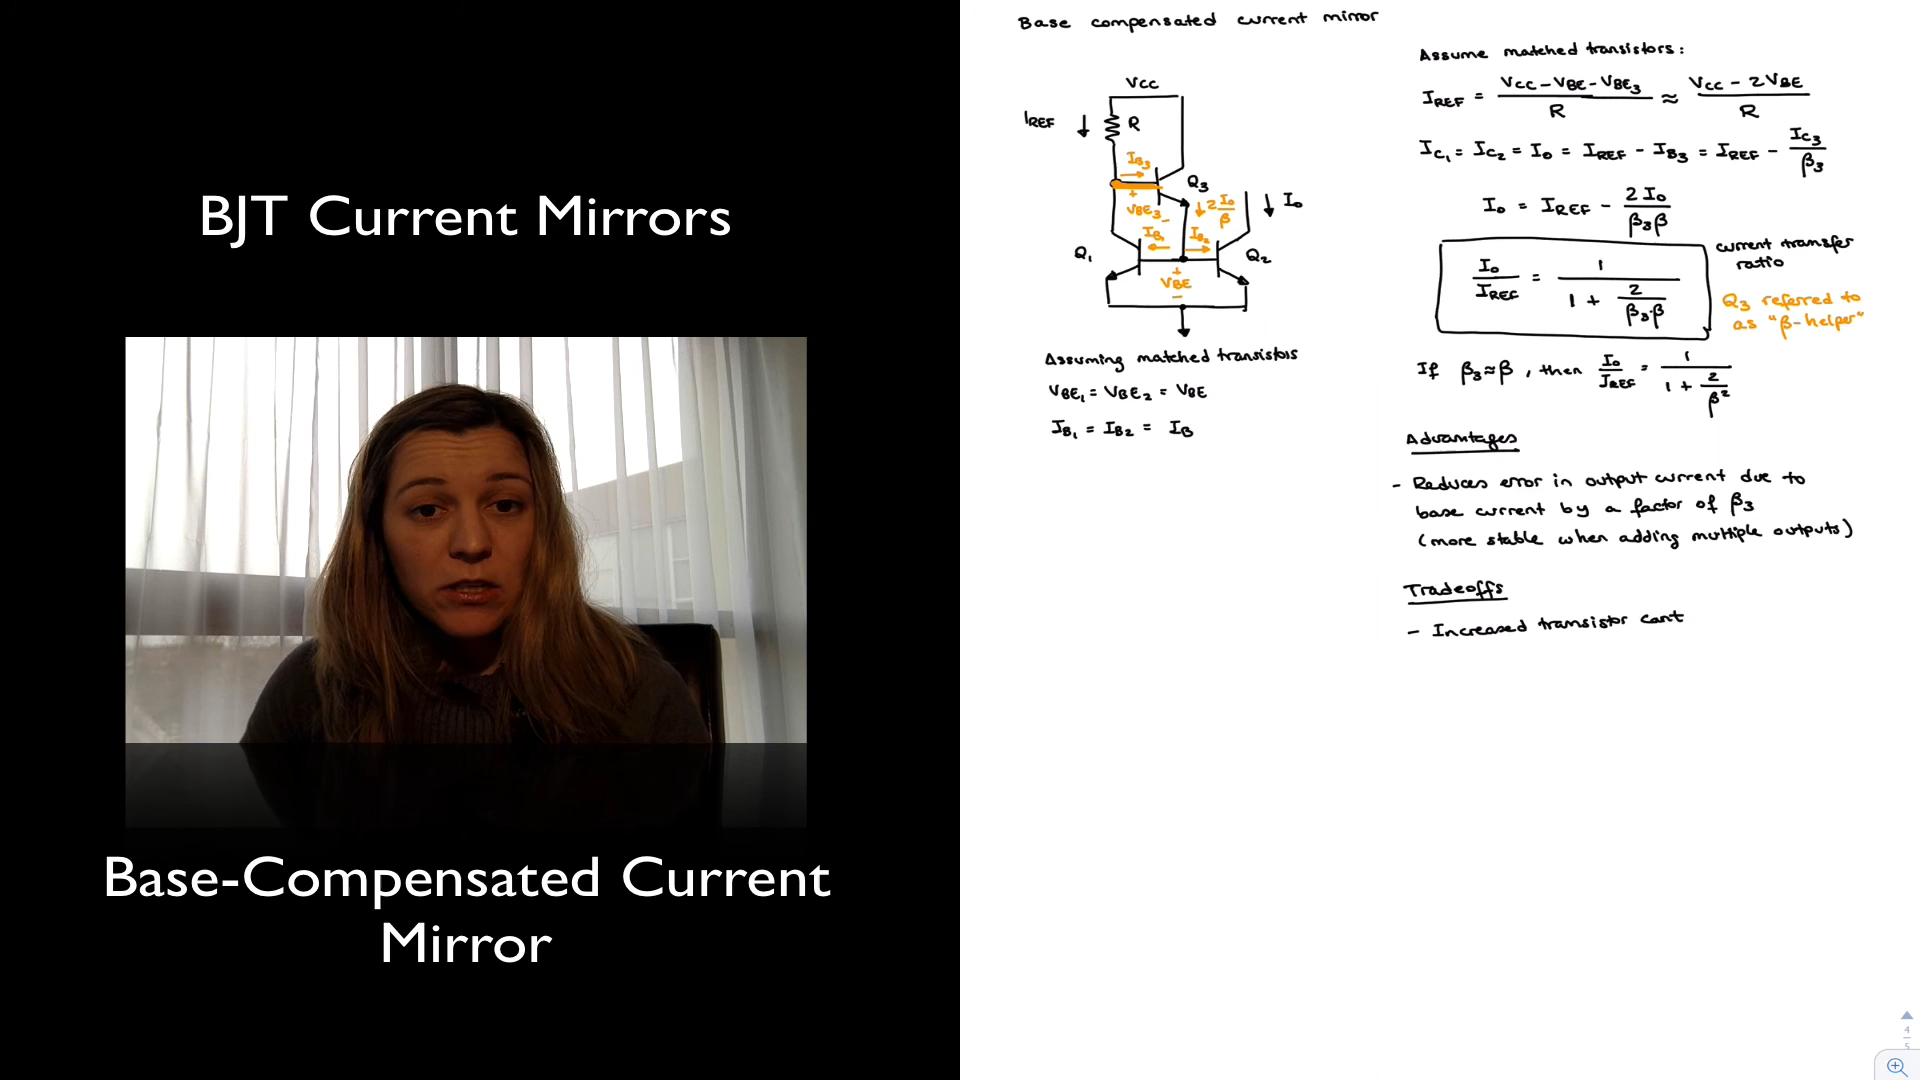 BJT Current Mirrors
Base-Compensated Current
Mirror
Base compensated current mirror
Vcc
IREF ↓ R
IB3
+
VBE3
-
Q3
↓ 2Io/β
↓ Io
IB1
IB2
Q1
Q2
+
VBE
-
Assuming matched transistors
VBE1 = VBE2 = VBE
IB1 = IB2 = IB
Assume matched transistors:
IREF = (Vcc - VBE - VBE3)/R ≈ (Vcc - 2VBE)/R
Ic1 = Ic2 = Io = IREF - IB3 = IREF - Ic3/β3
Io = IREF - 2Io/(β3β)
Io/IREF = 1/(1 + 2/(β3·β))
current transfer
ratio
Q3 referred to
as "β-helper"
If β3≈β, then Io/IREF = 1/(1 + 2/β²)
Advantages
- Reduces error in output current due to
base current by a factor of β3
(more stable when adding multiple outputs)
Tradeoffs
- Increased transistor cont
4
5